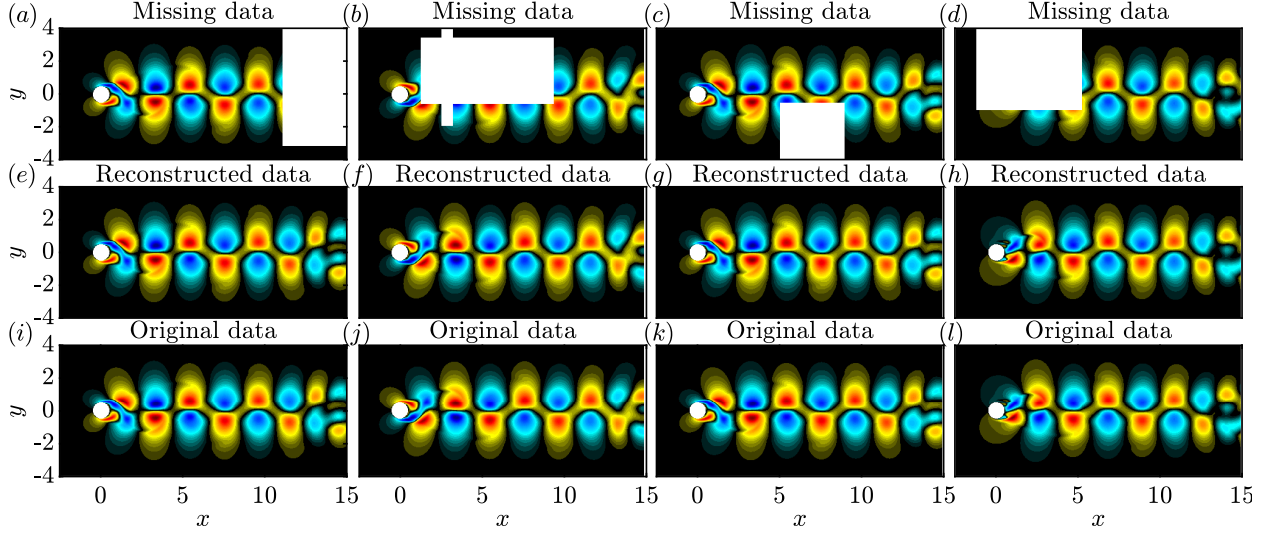 (a) Missing data (b) Missing data (c) Missing data (d) Missing data
4
2
y 0
-2
-4
(e) Reconstructed data (f) Reconstructed data (g) Reconstructed data (h) Reconstructed data
4
2
y 0
-2
-4
(i) Original data (j) Original data (k) Original data (l) Original data
4
2
y 0
-2
-4
0 5 10 15 0 5 10 15 0 5 10 15 0 5 10 15
x x x x